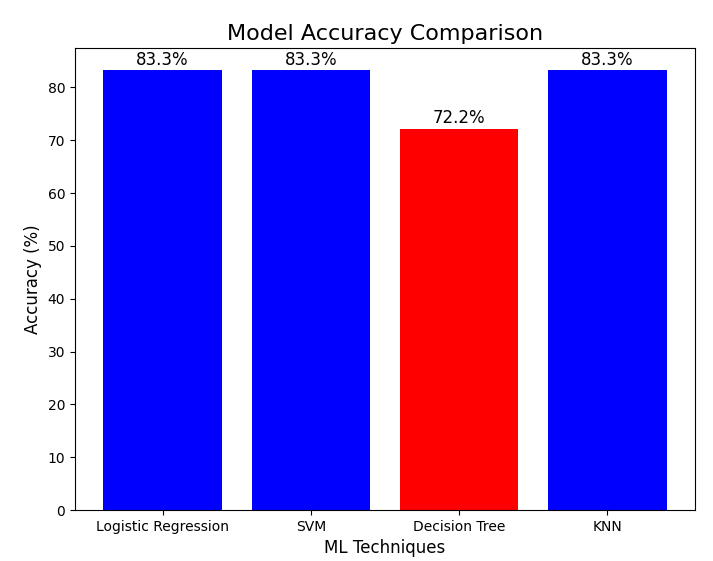 Model Accuracy Comparison
83.3%
83.3%
72.2%
83.3%
80
70
60
50
40
30
20
10
0
Accuracy (%)
Logistic Regression
SVM
Decision Tree
KNN
ML Techniques